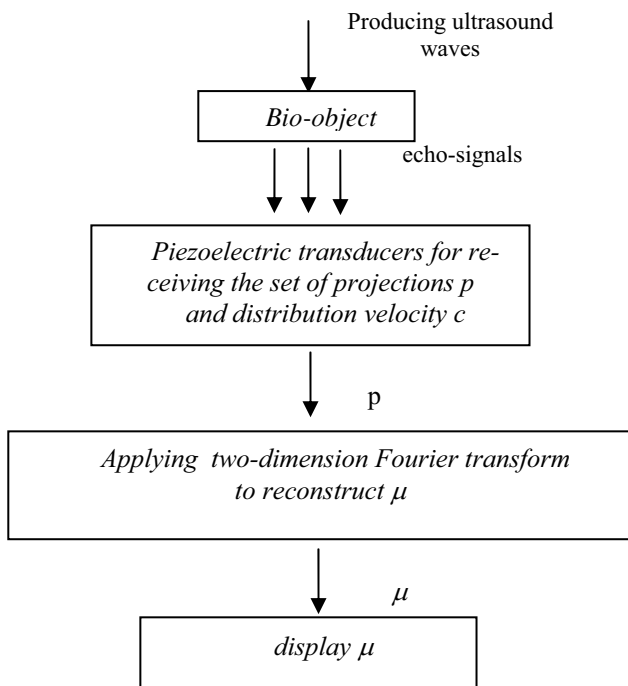 Producing ultrasound
waves
Bio-object
echo-signals
Piezoelectric transducers for re-
ceiving the set of projections p
and distribution velocity c
p
Applying two-dimension Fourier transform
to reconstruct μ
μ
display μ